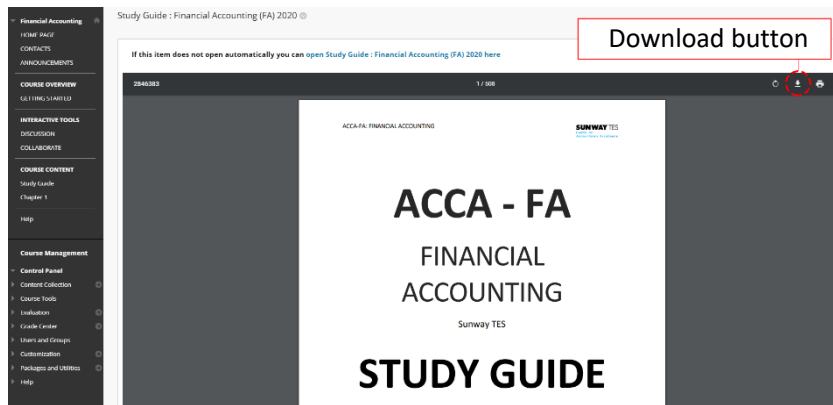 Financial Accounting
HOME PAGE
CONTACTS
ANNOUNCEMENTS
COURSE OVERVIEW
GETTING STARTED
INTERACTIVE TOOLS
DISCUSSION
COLLABORATE
COURSE CONTENT
Study Guide
Chapter 1
Help
Course Management
Control Panel
Content Collection
Course Tools
Evaluation
Grade Center
Users and Groups
Customization
Packages and Utilities
Help
Study Guide : Financial Accounting (FA) 2020
If this item does not open automatically you can open Study Guide : Financial Accounting (FA) 2020 here
Download button
2846383 1 / 508
ACCA-FA: FINANCIAL ACCOUNTING SUNWAY TES
ACCA - FA
FINANCIAL
ACCOUNTING
Sunway TES
STUDY GUIDE